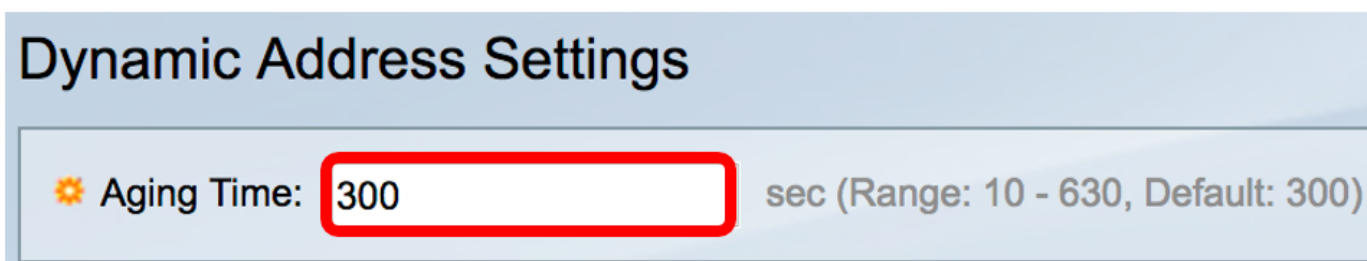 Dynamic Address Settings
Aging Time: 300 sec (Range: 10 - 630, Default: 300)